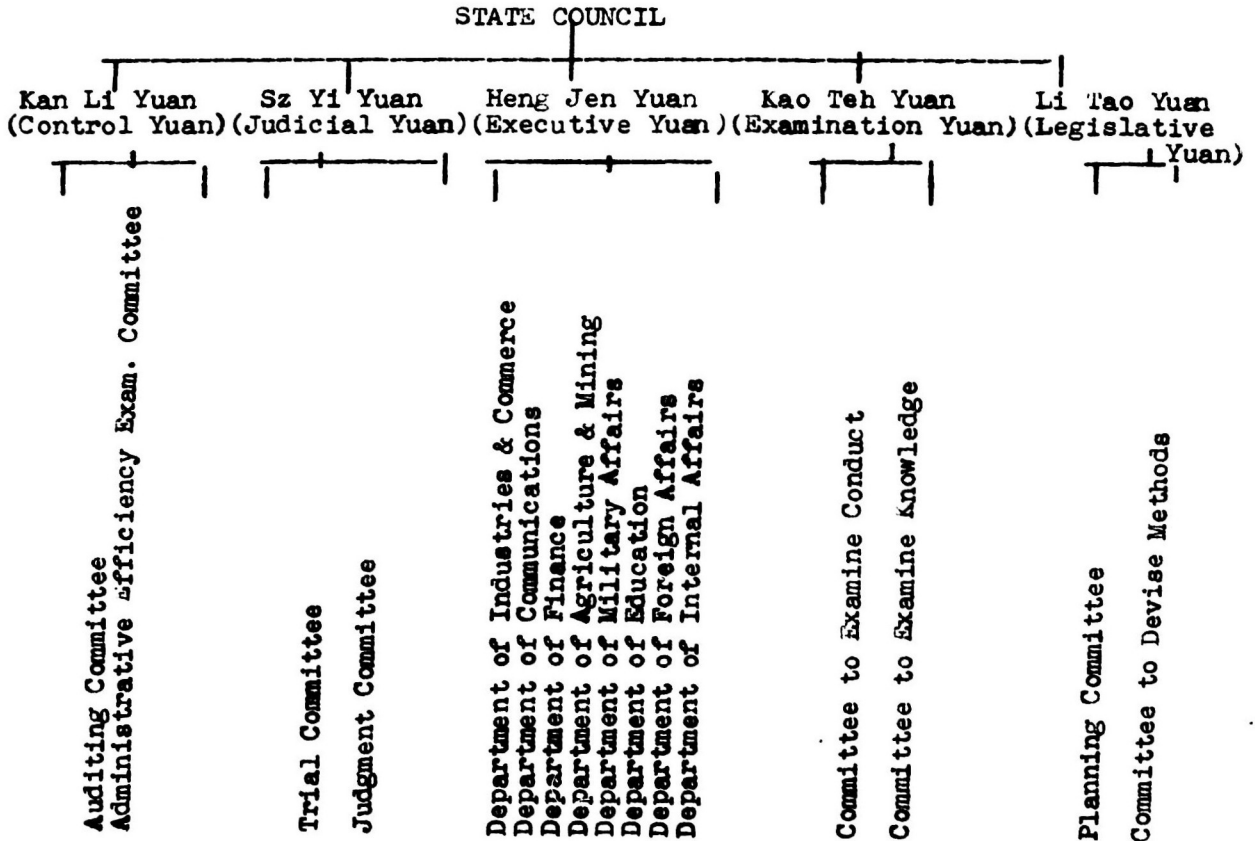 STATE COUNCIL
Kan Li Yuan
(Control Yuan)
Sz Yi Yuan
(Judicial Yuan)
Heng Jen Yuan
(Executive Yuan)
Kao Teh Yuan
(Examination Yuan)
Li Tao Yuan
(Legislative
Yuan)
Auditing Committee
Administrative Efficiency Exam. Committee
Trial Committee
Judgment Committee
Department of Industries & Commerce
Department of Communications
Department of Finance
Department of Agriculture & Mining
Department of Military Affairs
Department of Education
Department of Foreign Affairs
Department of Internal Affairs
Committee to Examine Conduct
Committee to Examine Knowledge
Planning Committee
Committee to Devise Methods